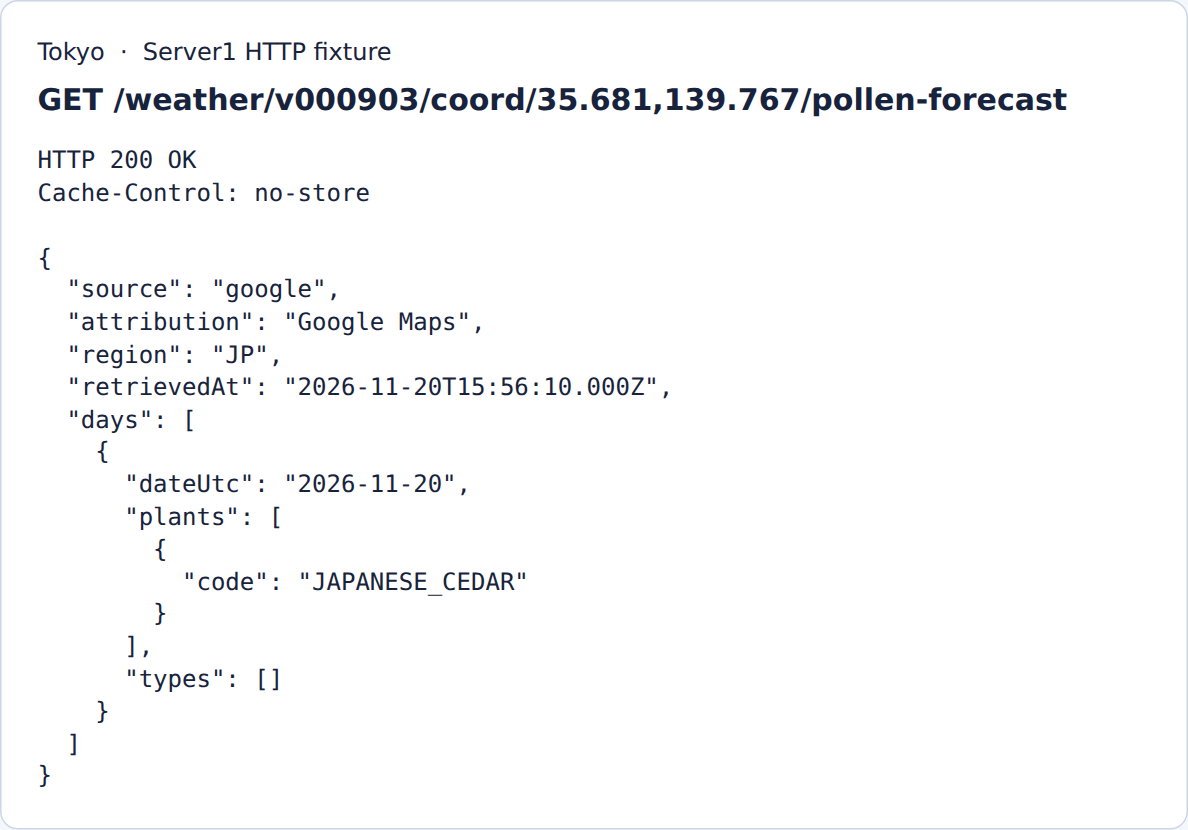 Tokyo · Server1 HTTP fixture
GET /weather/v000903/coord/35.681,139.767/pollen-forecast
HTTP 200 OK
Cache-Control: no-store
{
  "source": "google",
  "attribution": "Google Maps",
  "region": "JP",
  "retrievedAt": "2026-11-20T15:56:10.000Z",
  "days": [
    {
      "dateUtc": "2026-11-20",
      "plants": [
        {
          "code": "JAPANESE_CEDAR"
        }
      ],
      "types": []
    }
  ]
}